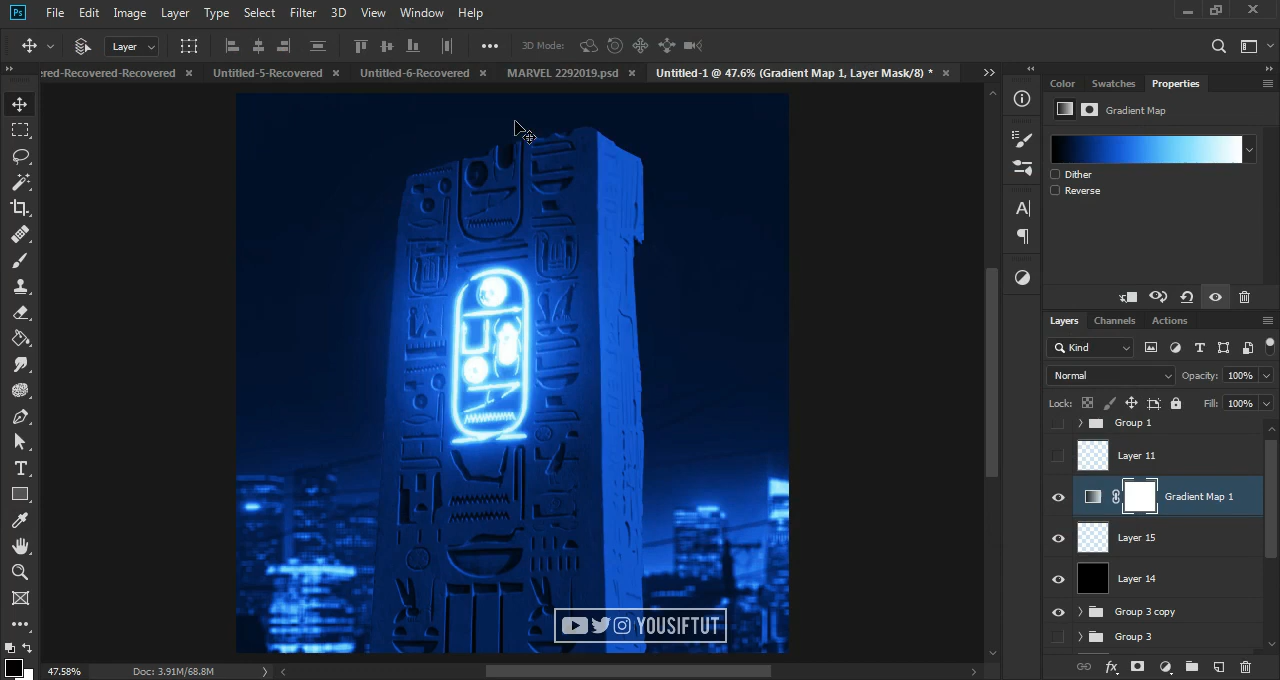 Ps File Edit Image Layer Type Select Filter 3D View Window Help
Layer 3D Mode:
ered-Recovered-Recovered × Untitled-5-Recovered × Untitled-6-Recovered × MARVEL 2292019.psd × Untitled-1 @ 47.6% (Gradient Map 1, Layer Mask/8) * ×
Color Swatches Properties
Gradient Map
Dither
Reverse
Layers Channels Actions
Kind
Normal Opacity: 100%
Lock: Fill: 100%
Group 1
Layer 11
Gradient Map 1
Layer 15
Layer 14
Group 3 copy
Group 3
YOUSIFTUT
47.58% Doc: 3.91M/68.8M